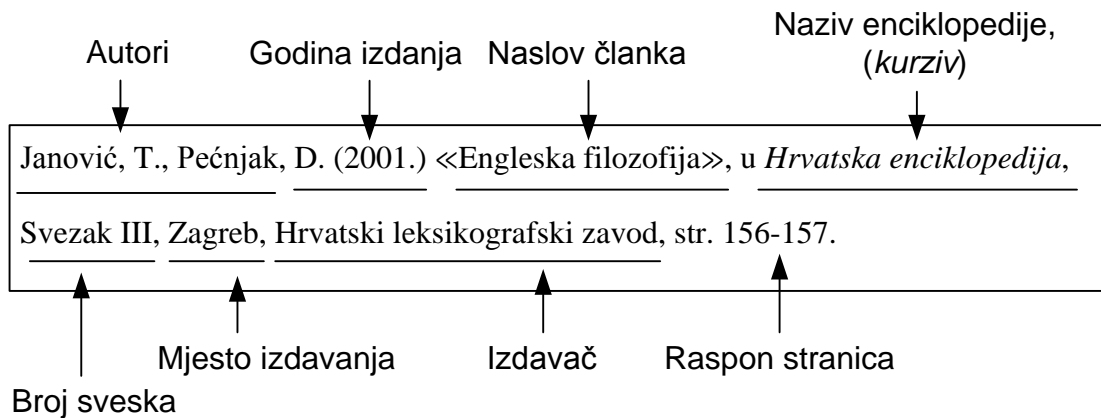 Autori Godina izdanja Naslov članka Naziv enciklopedije,
(kurziv)
Janović, T., Pećnjak, D. (2001.) «Engleska filozofija», u Hrvatska enciklopedija,
Svezak III, Zagreb, Hrvatski leksikografski zavod, str. 156-157.
Mjesto izdavanja Izdavač Raspon stranica
Broj sveska